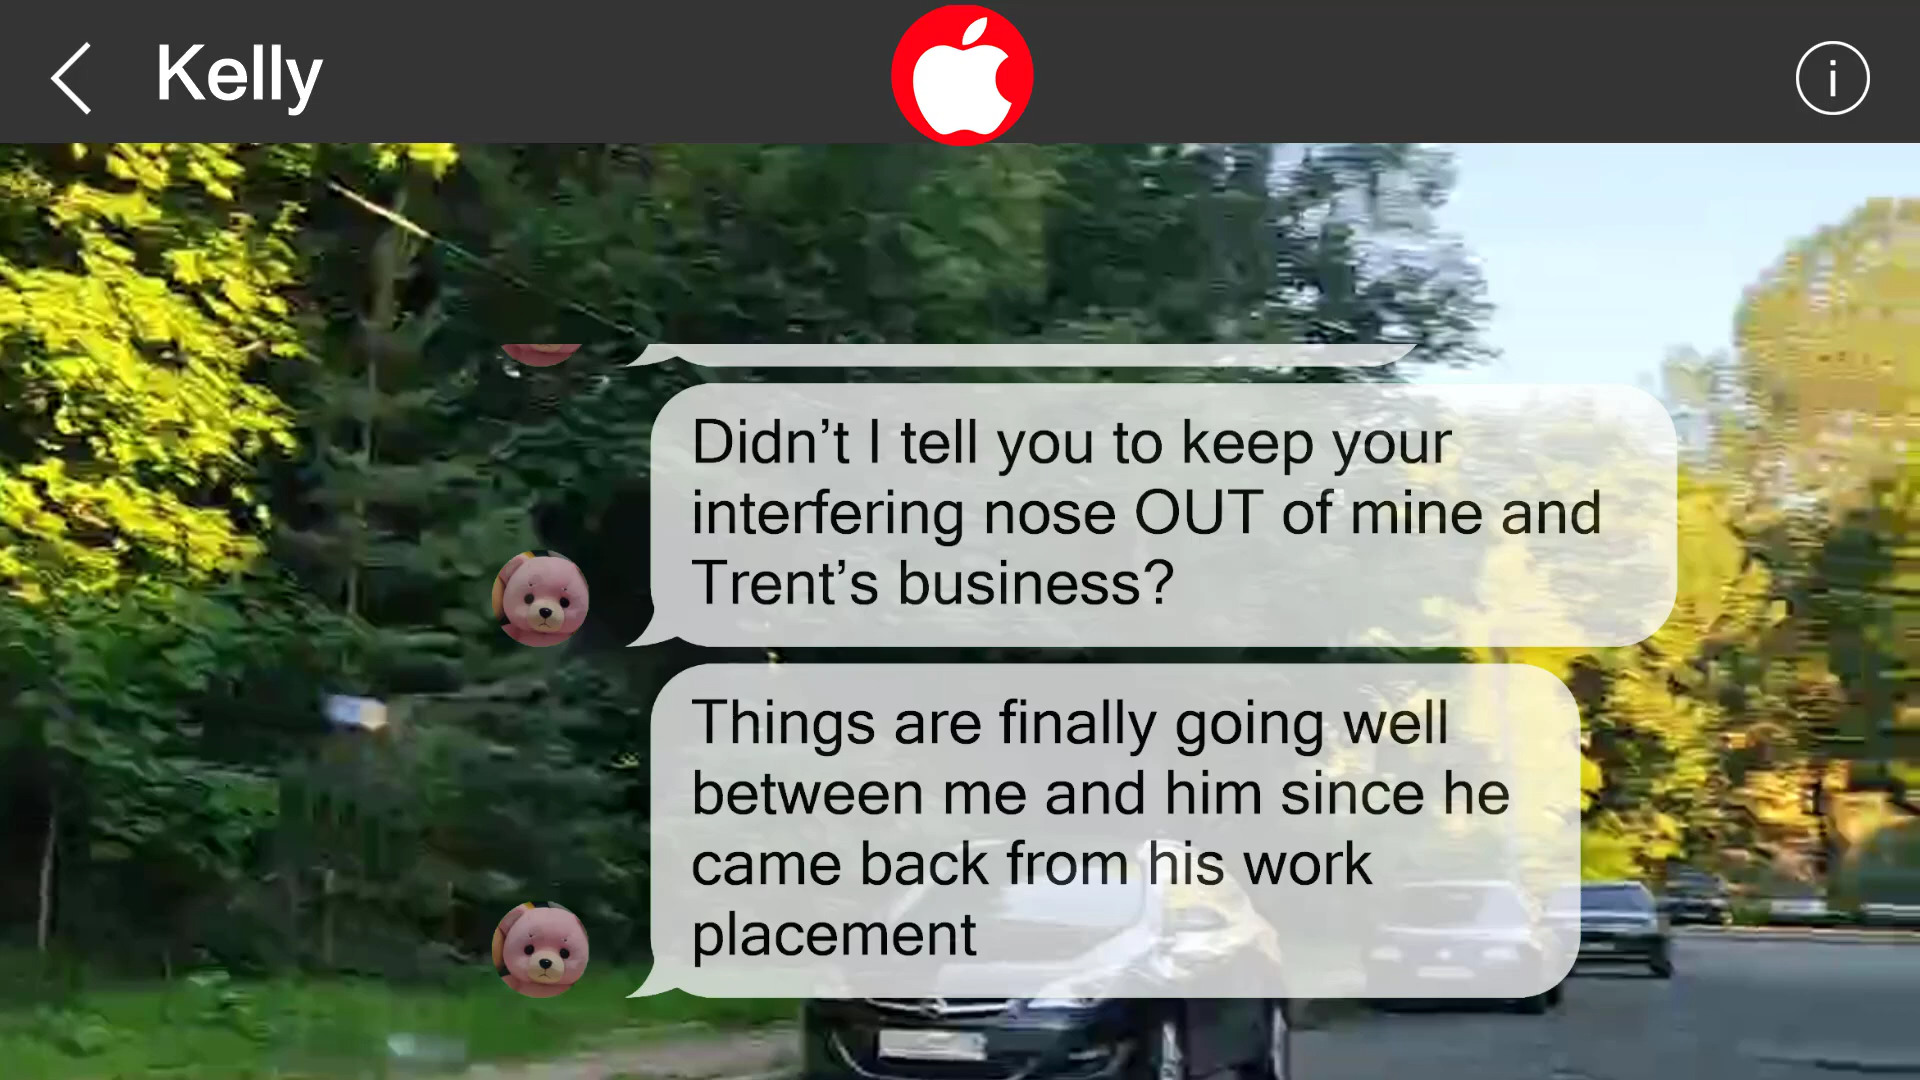 Kelly
i
Didn’t I tell you to keep your
interfering nose OUT of mine and
Trent’s business?
Things are finally going well
between me and him since he
came back from his work
placement